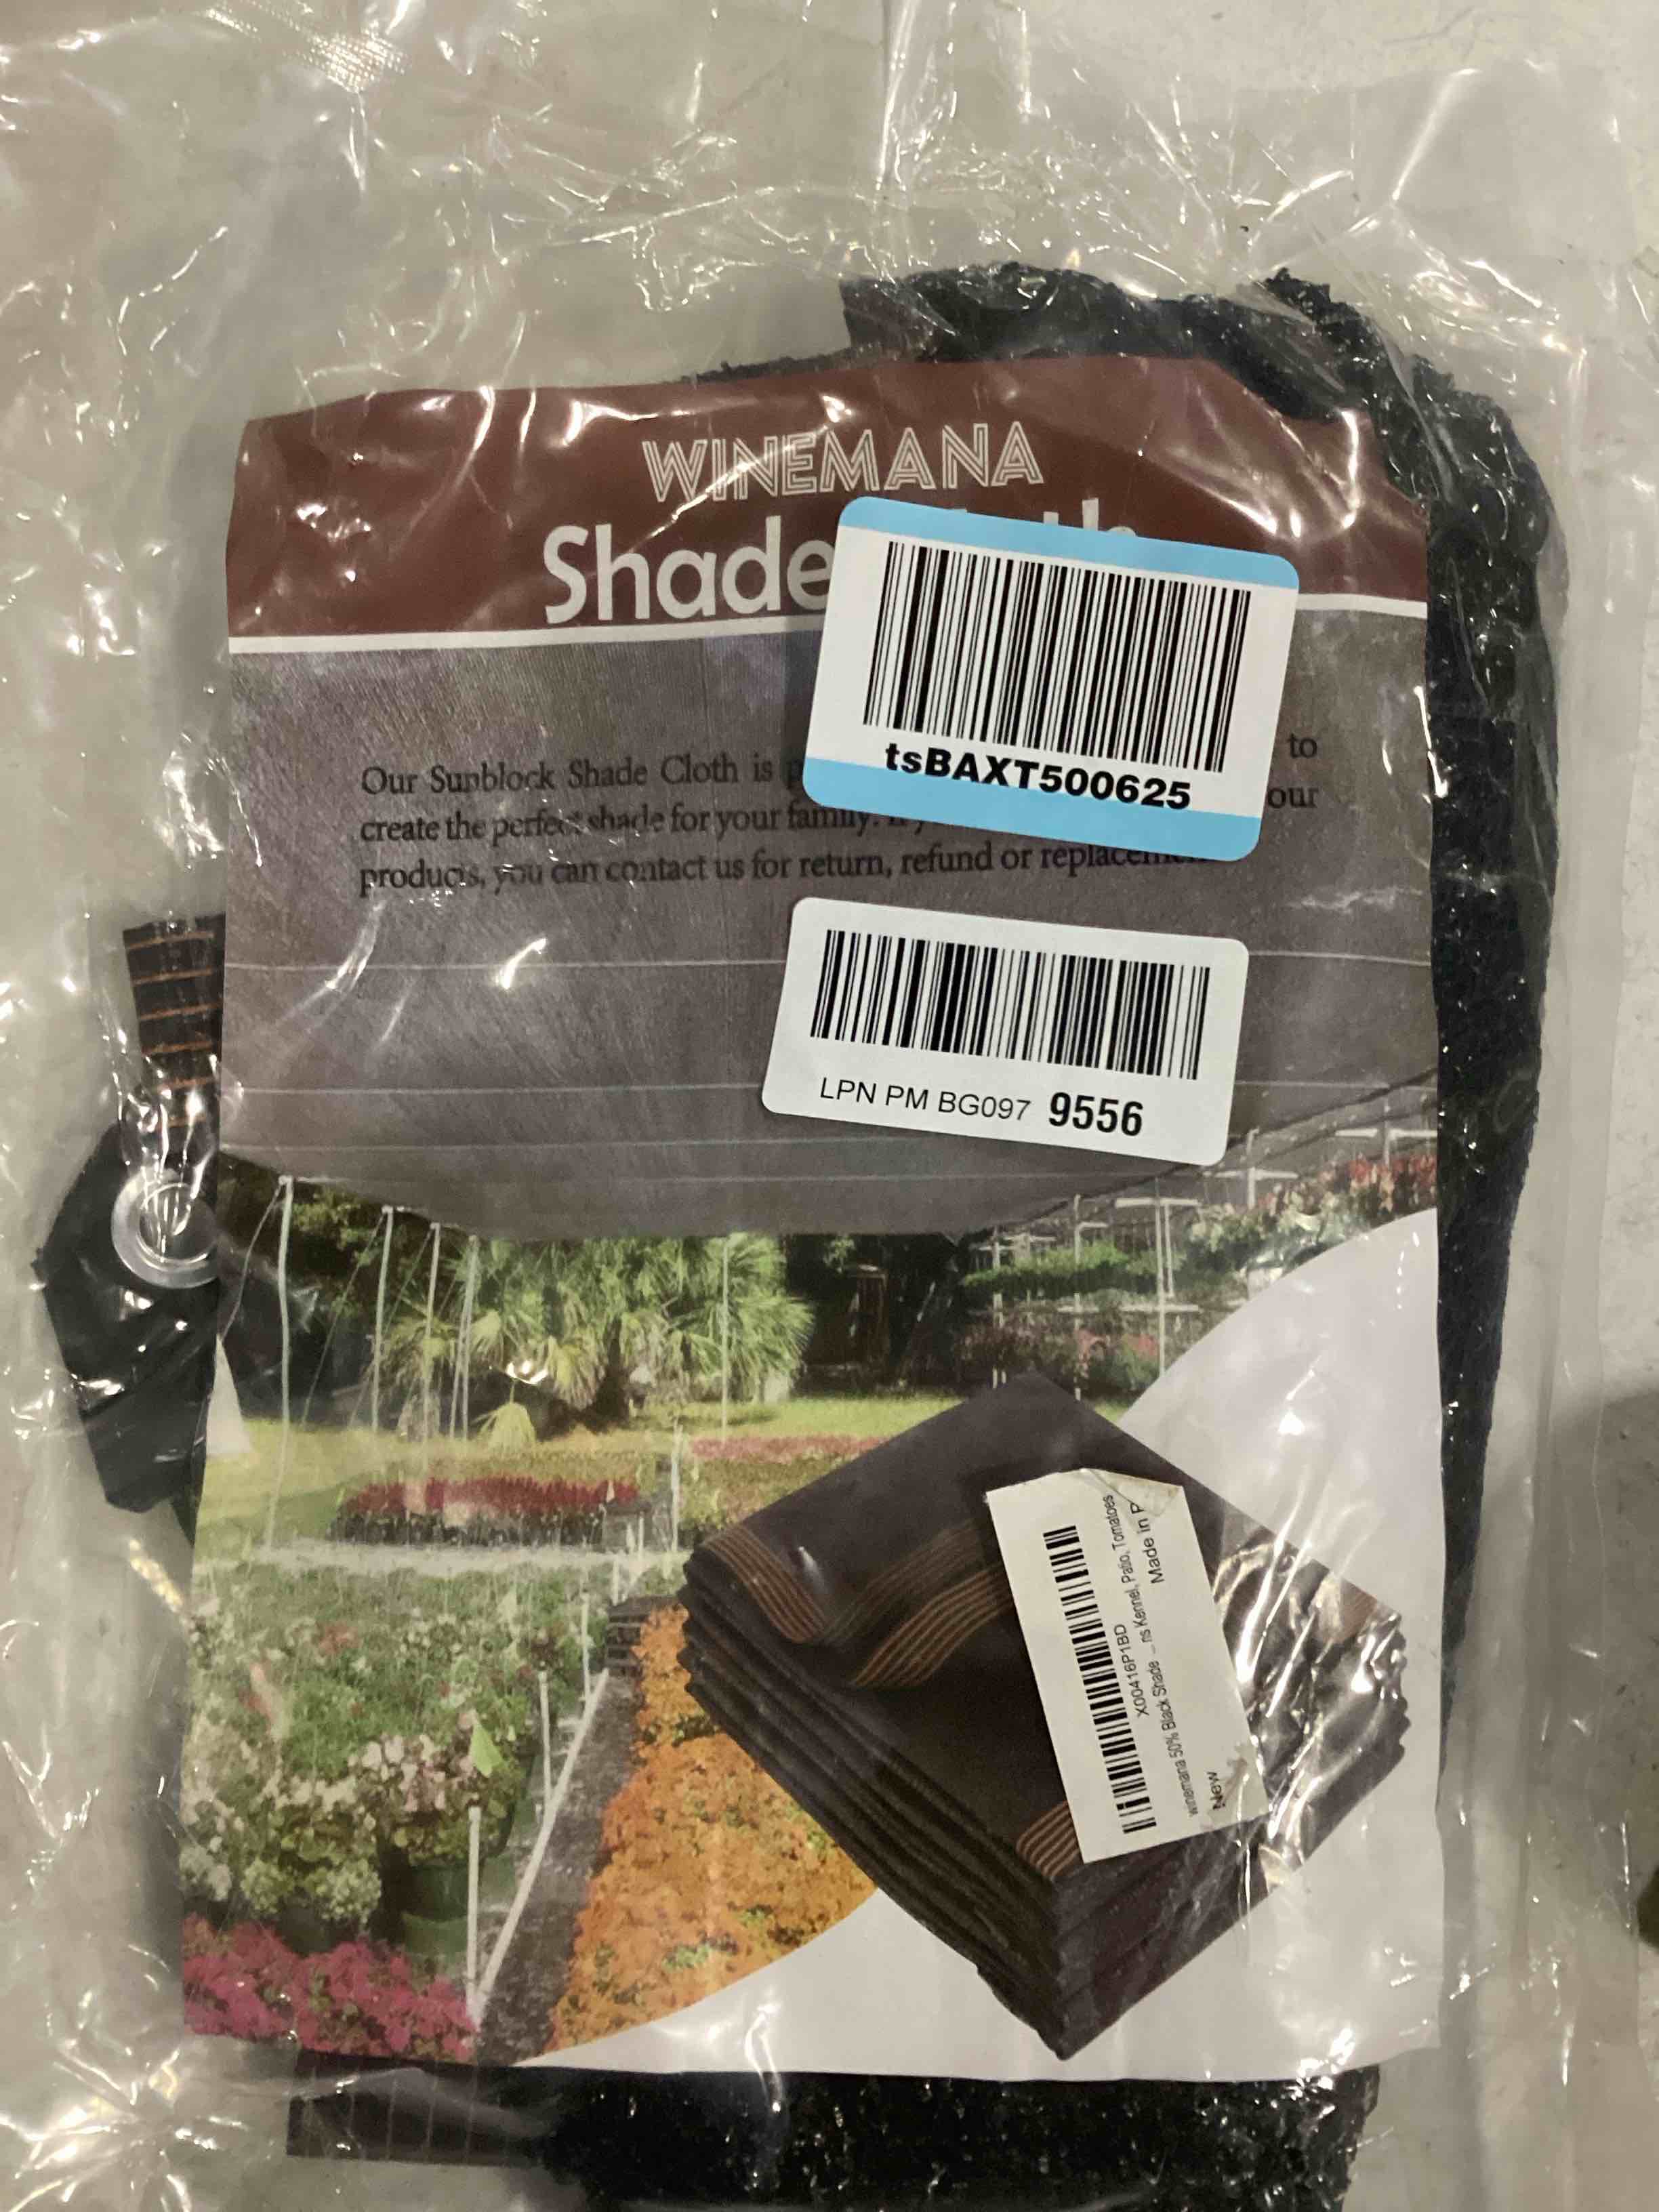 WINEMANA
Shade
tsBAXT500625
Our Sunblock Shade Cloth is to
create the perfect shade for your family. our
products, you can contact us for return, refund or
LPN PM BG097 9556
X00416P1BD
winemana 50% Black Shade ... ns Kennel, Patio, Tomatoes
New
Made in P